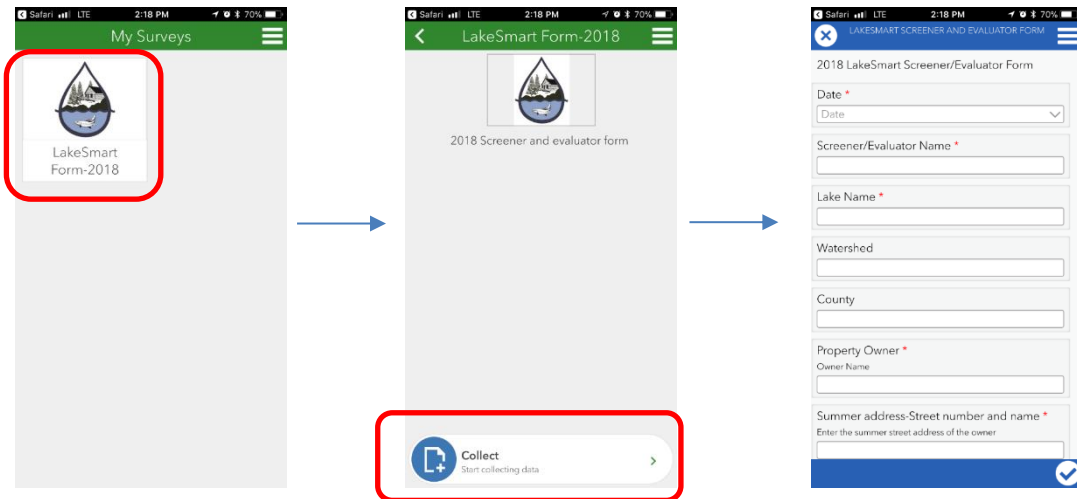 Safari LTE 2:18 PM 70%
My Surveys
LakeSmart
Form-2018
Safari LTE 2:18 PM 70%
LakeSmart Form-2018
2018 Screener and evaluator form
Collect
Start collecting data
Safari LTE 2:18 PM 70%
LAKESMART SCREENER AND EVALUATOR FORM
2018 LakeSmart Screener/Evaluator Form
Date *
Date
Screener/Evaluator Name *
Lake Name *
Watershed
County
Property Owner *
Owner Name
Summer address-Street number and name *
Enter the summer street address of the owner